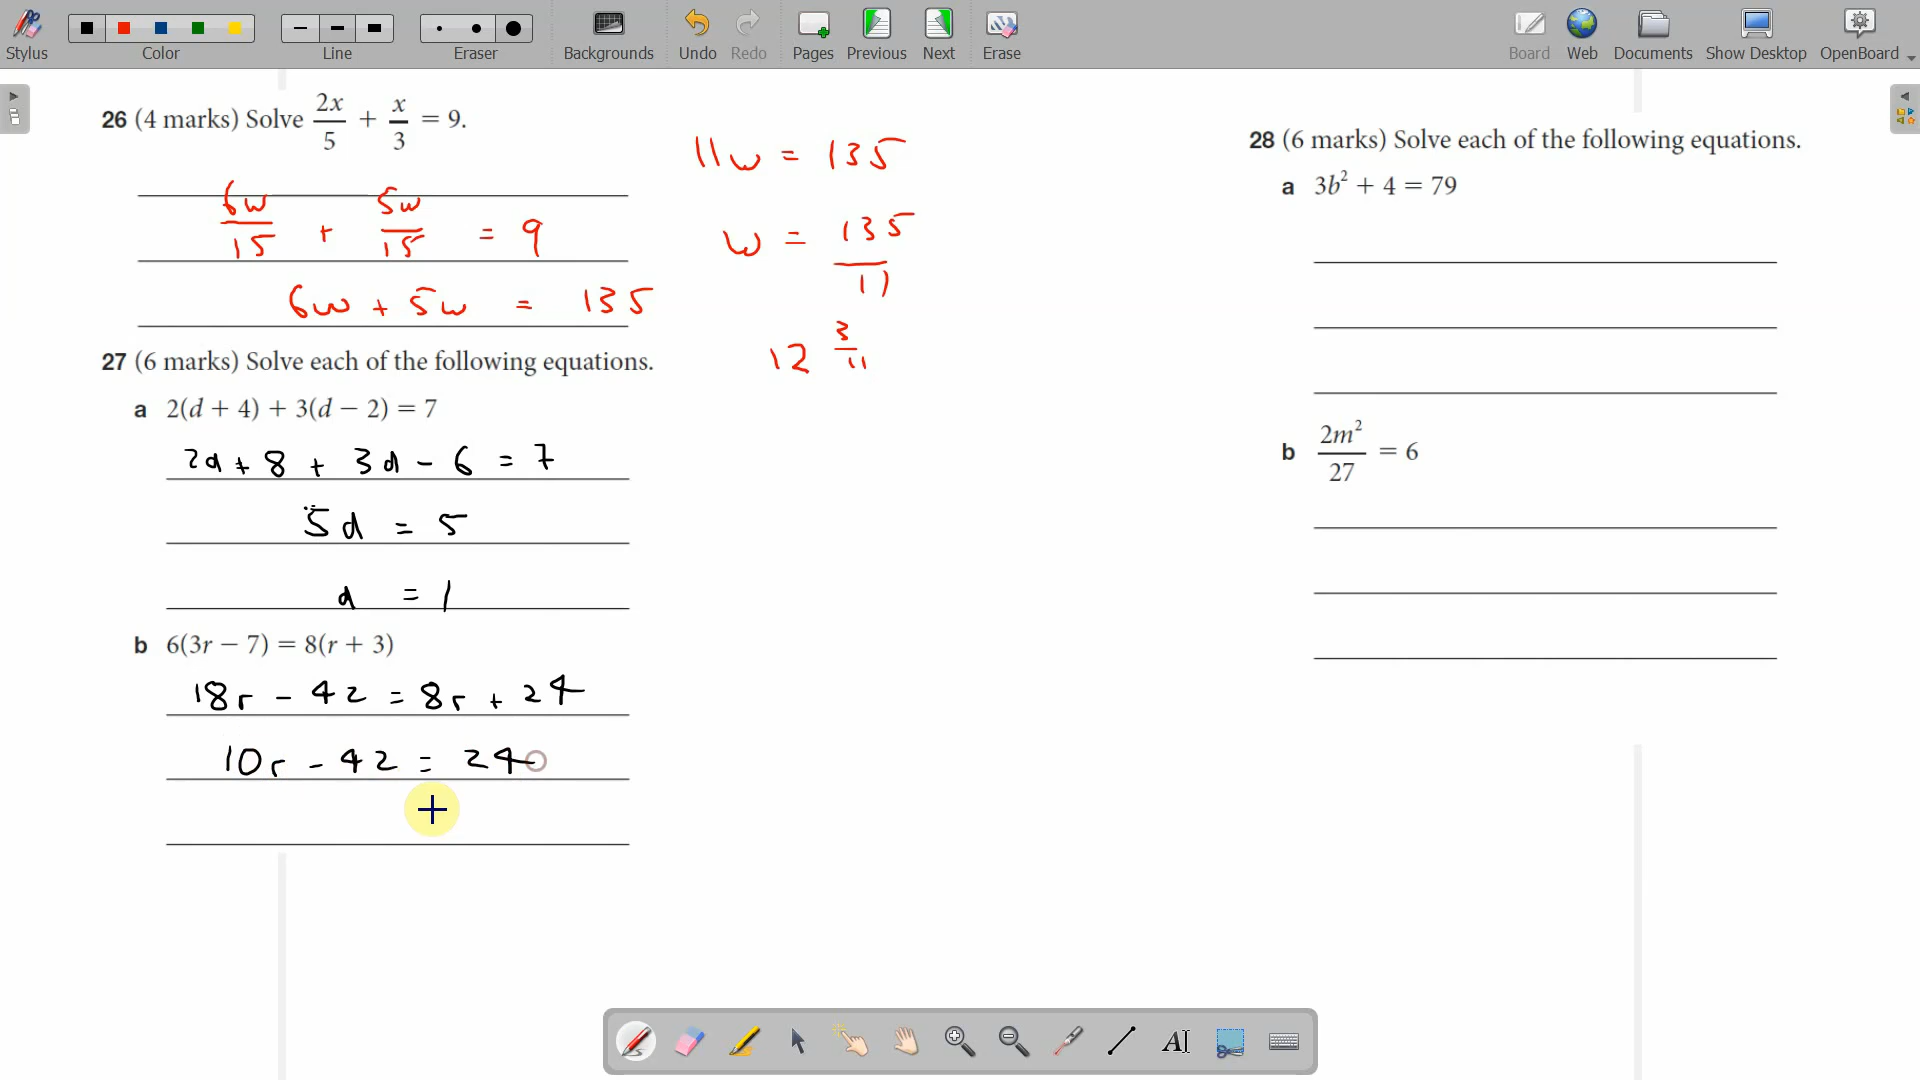 Stylus
Color
Line
Eraser
Backgrounds
Undo
Redo
Pages
Previous
Next
Erase
Board
Web
Documents
Show Desktop
OpenBoard
26 (4 marks) Solve 2x/5 + x/3 = 9.
6w/15 + 5w/15 = 9
6w + 5w = 135
11w = 135
w = 135/11
12 3/11
27 (6 marks) Solve each of the following equations.
a 2(d + 4) + 3(d − 2) = 7
2d + 8 + 3d - 6 = 7
5d = 5
d = 1
b 6(3r − 7) = 8(r + 3)
18r - 42 = 8r + 24
10r - 42 = 24
28 (6 marks) Solve each of the following equations.
a 3b² + 4 = 79
b 2m²/27 = 6